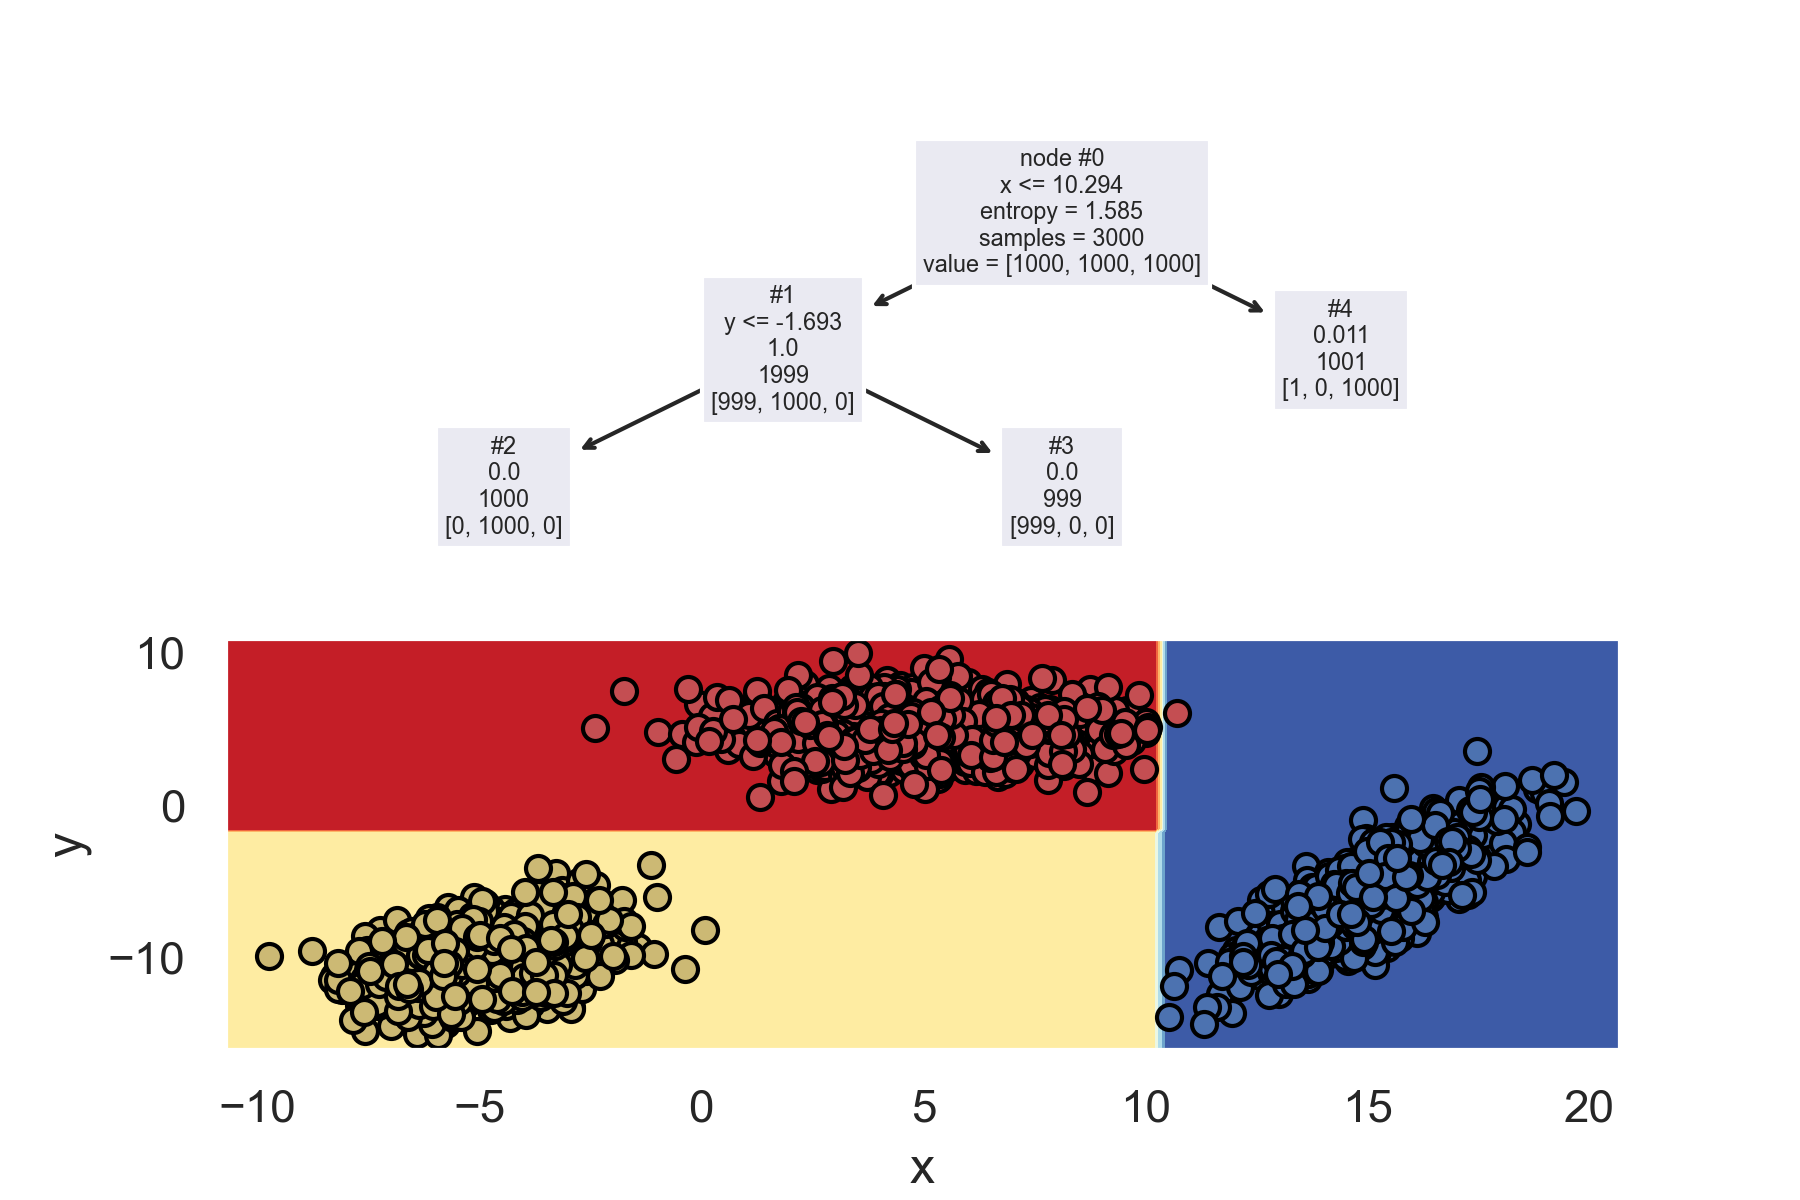 node #0
x <= 10.294
entropy = 1.585
samples = 3000
value = [1000, 1000, 1000]
#1
y <= -1.693
1.0
1999
[999, 1000, 0]
#4
0.011
1001
[1, 0, 1000]
#2
0.0
1000
[0, 1000, 0]
#3
0.0
999
[999, 0, 0]
10
0
−10
y
−10 −5 0 5 10 15 20
x